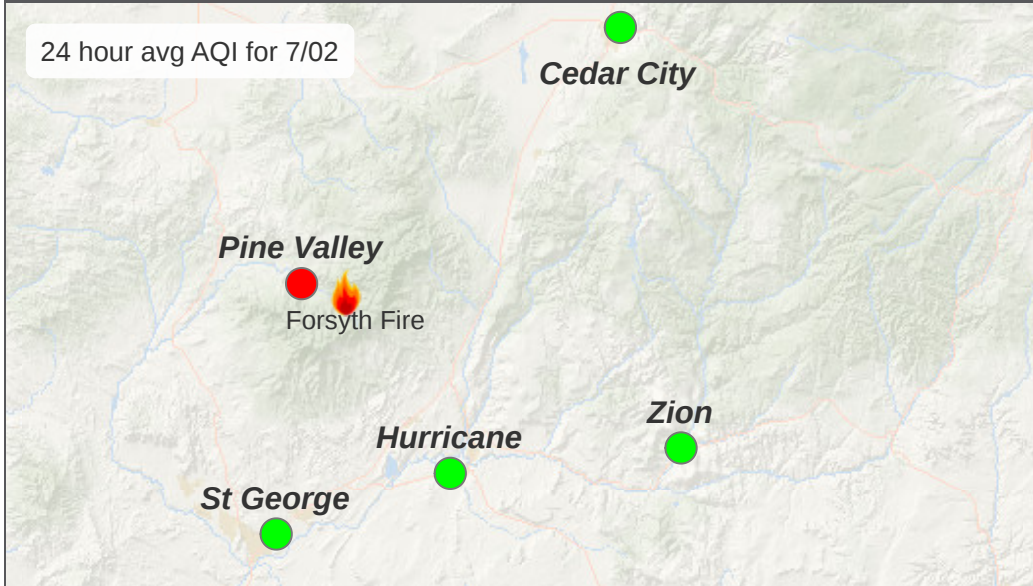 24 hour avg AQI for 7/02
Cedar City
Pine Valley
Forsyth Fire
Zion
Hurricane
St George